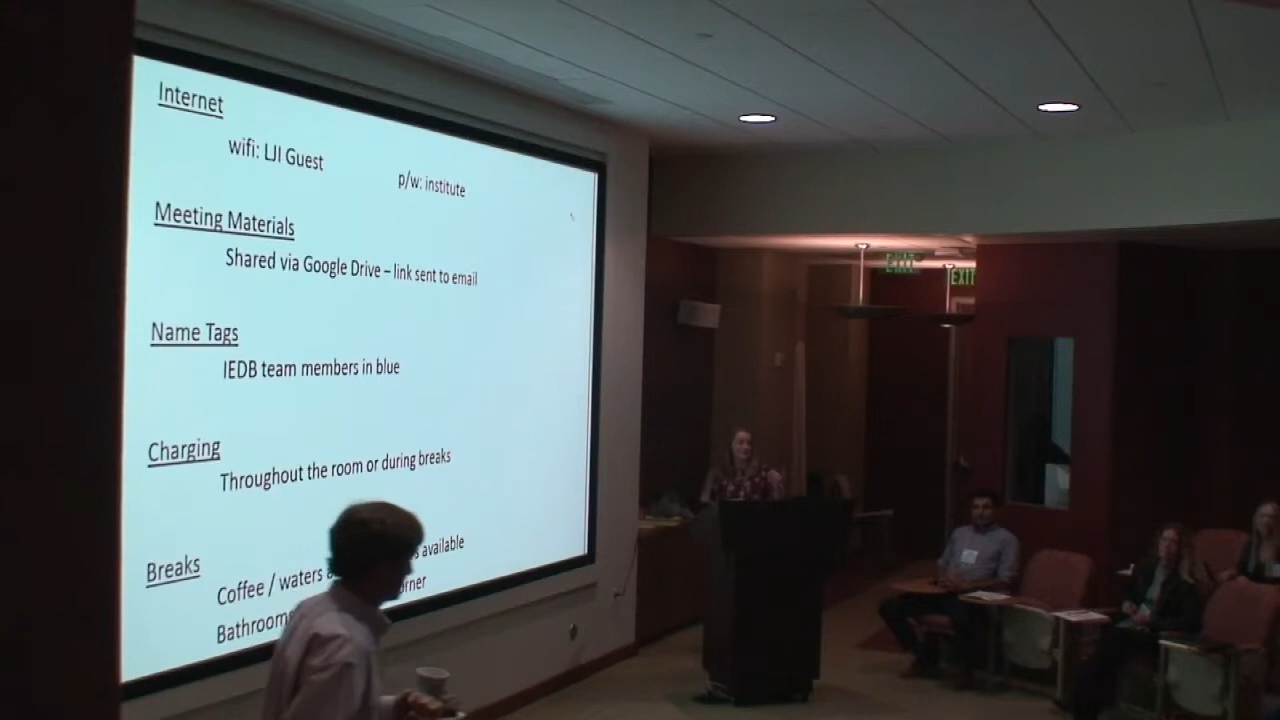 Internet
wifi: LJI Guest
p/w: institute
Meeting Materials
Shared via Google Drive – link sent to email
Name Tags
IEDB team members in blue
Charging
Throughout the room or during breaks
Breaks
Coffee / waters available
Bathroom
EXIT
EXIT